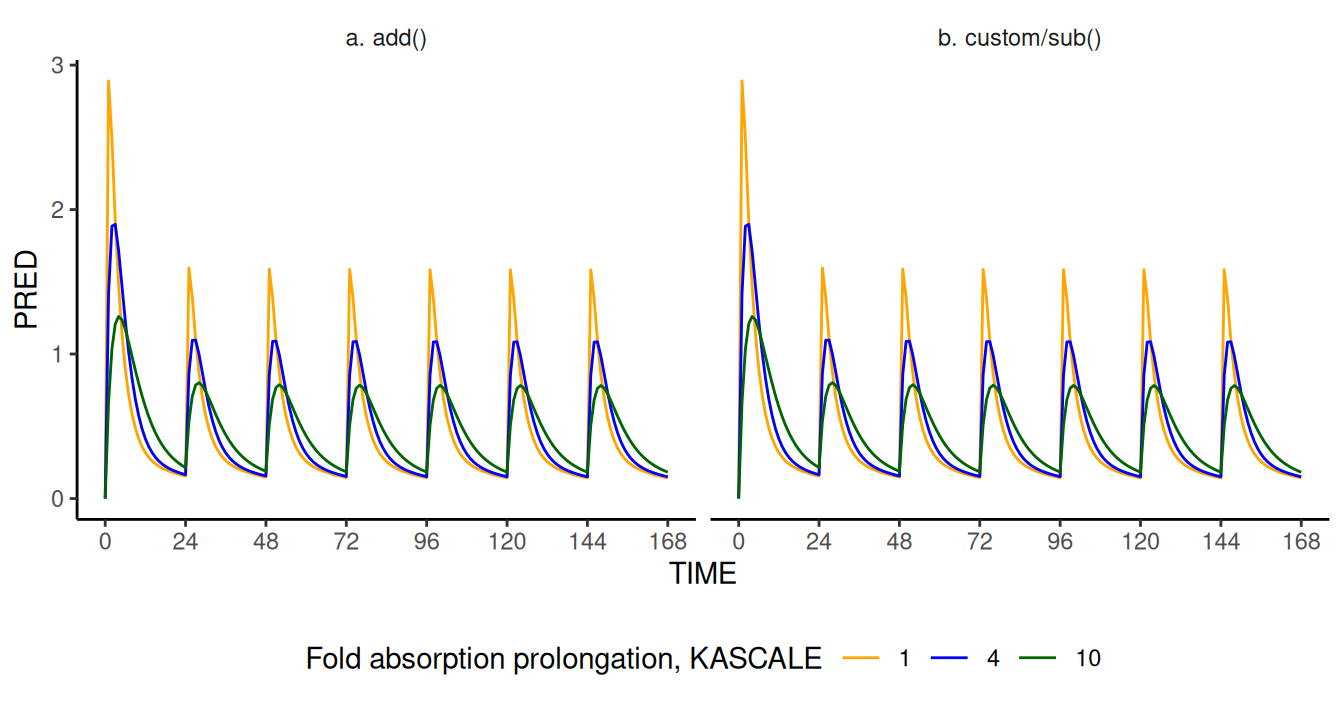 a. add()
b. custom/sub()
PRED
3
2
1
0
0 24 48 72 96 120 144 168
0 24 48 72 96 120 144 168
TIME
Fold absorption prolongation, KASCALE 1 4 10